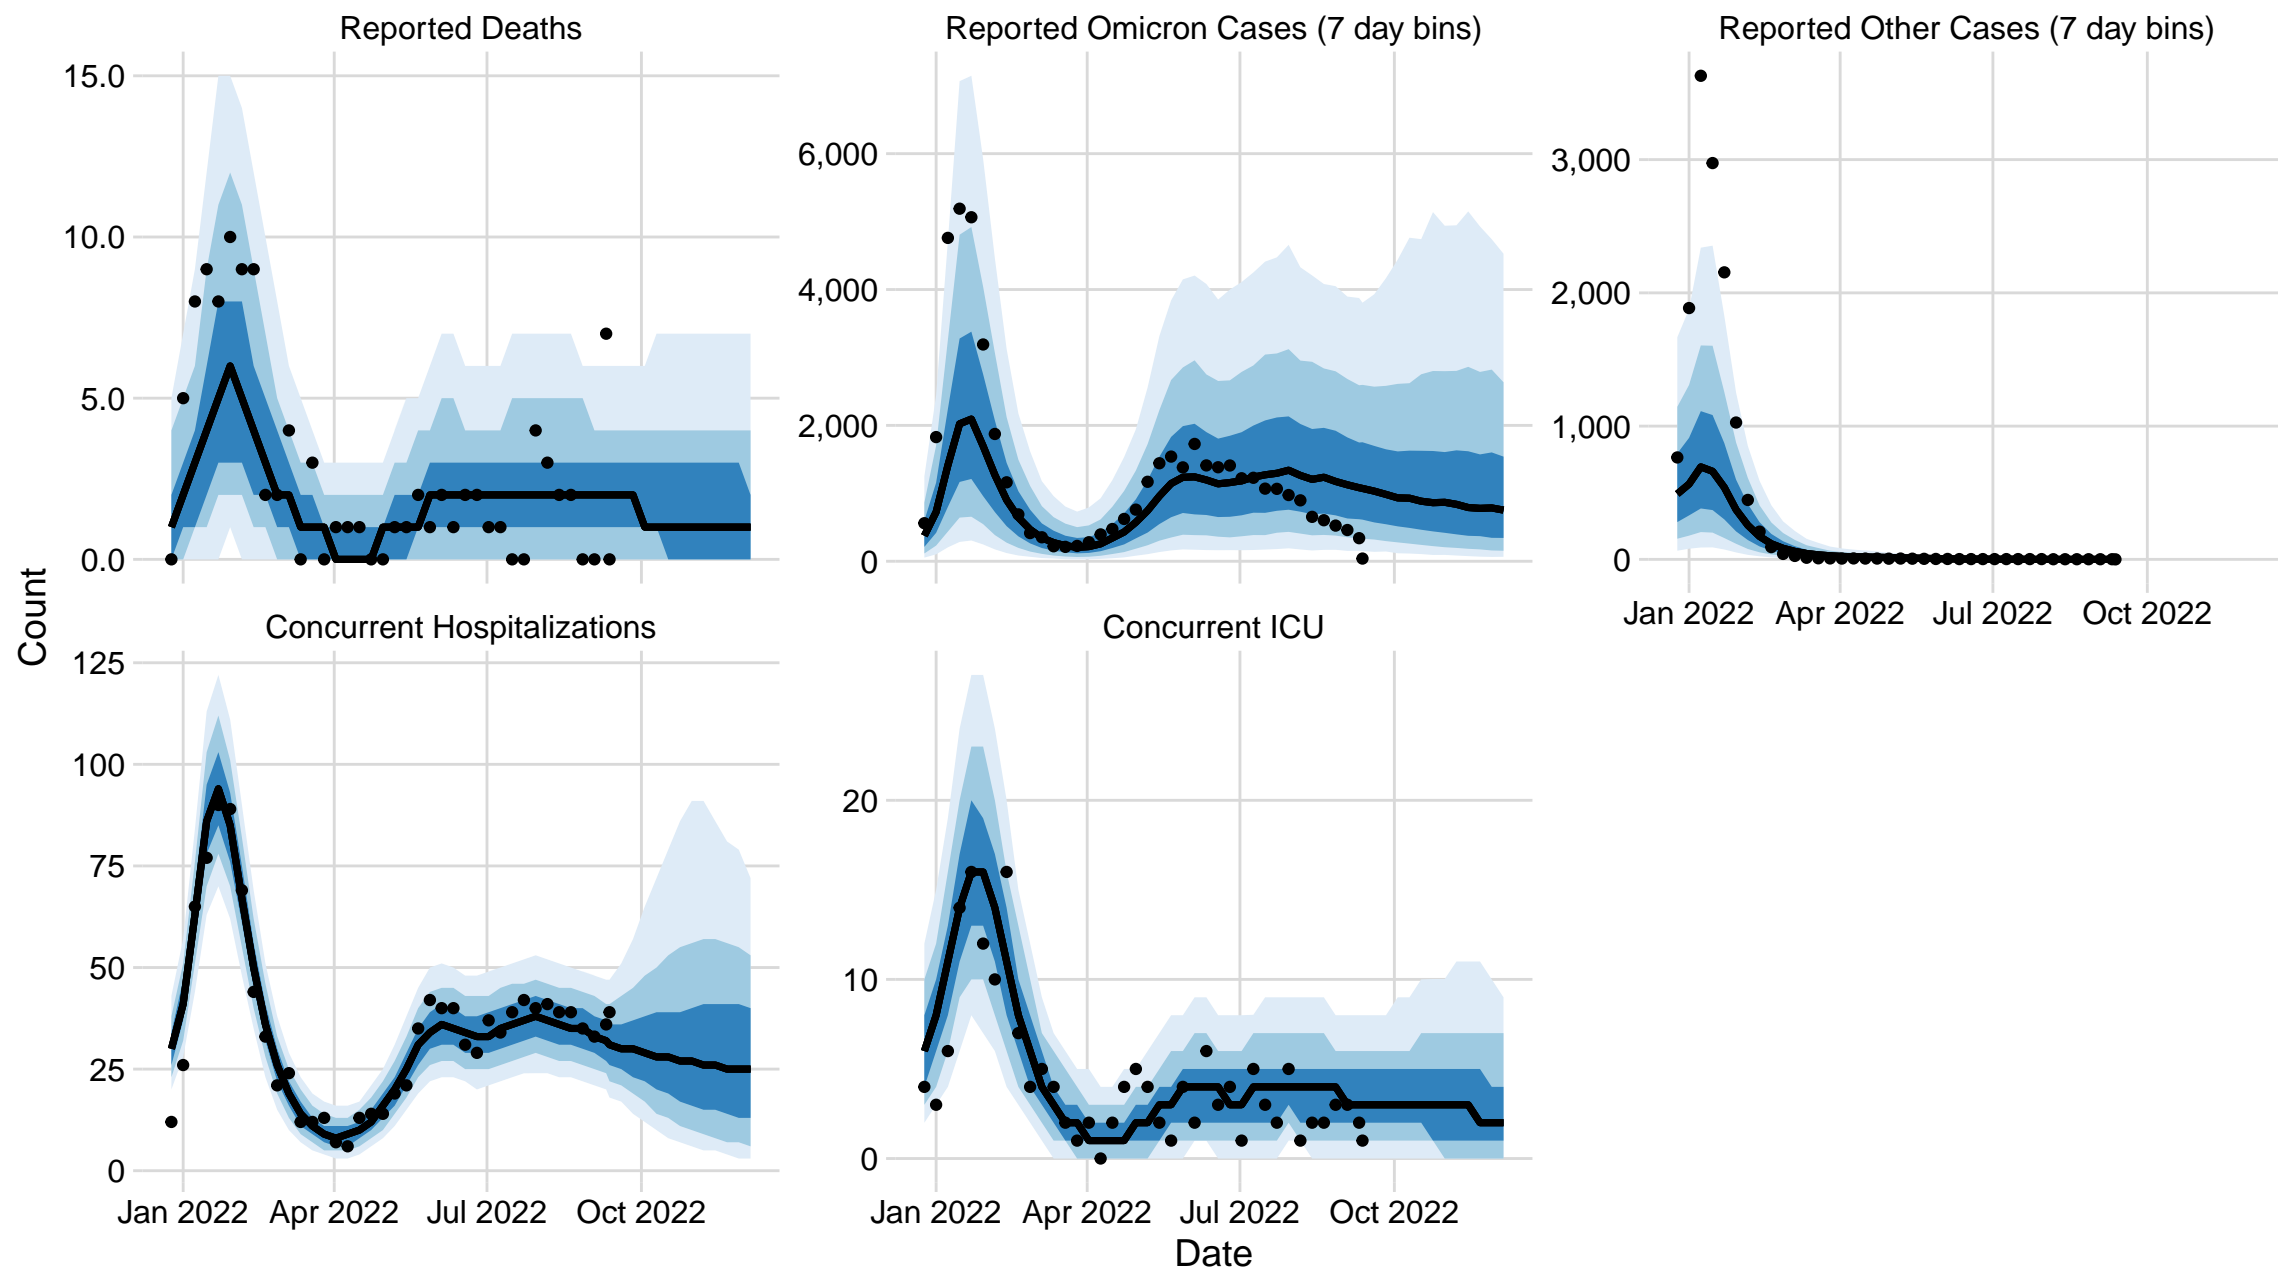 Reported Deaths
Reported Omicron Cases (7 day bins)
Reported Other Cases (7 day bins)
Count
15.0
10.0
5.0
0.0
6,000
4,000
2,000
0
3,000
2,000
1,000
0
Jan 2022 Apr 2022 Jul 2022 Oct 2022
Concurrent Hospitalizations
Concurrent ICU
125
100
75
50
25
0
20
10
0
Jan 2022 Apr 2022 Jul 2022 Oct 2022
Jan 2022 Apr 2022 Jul 2022 Oct 2022
Date